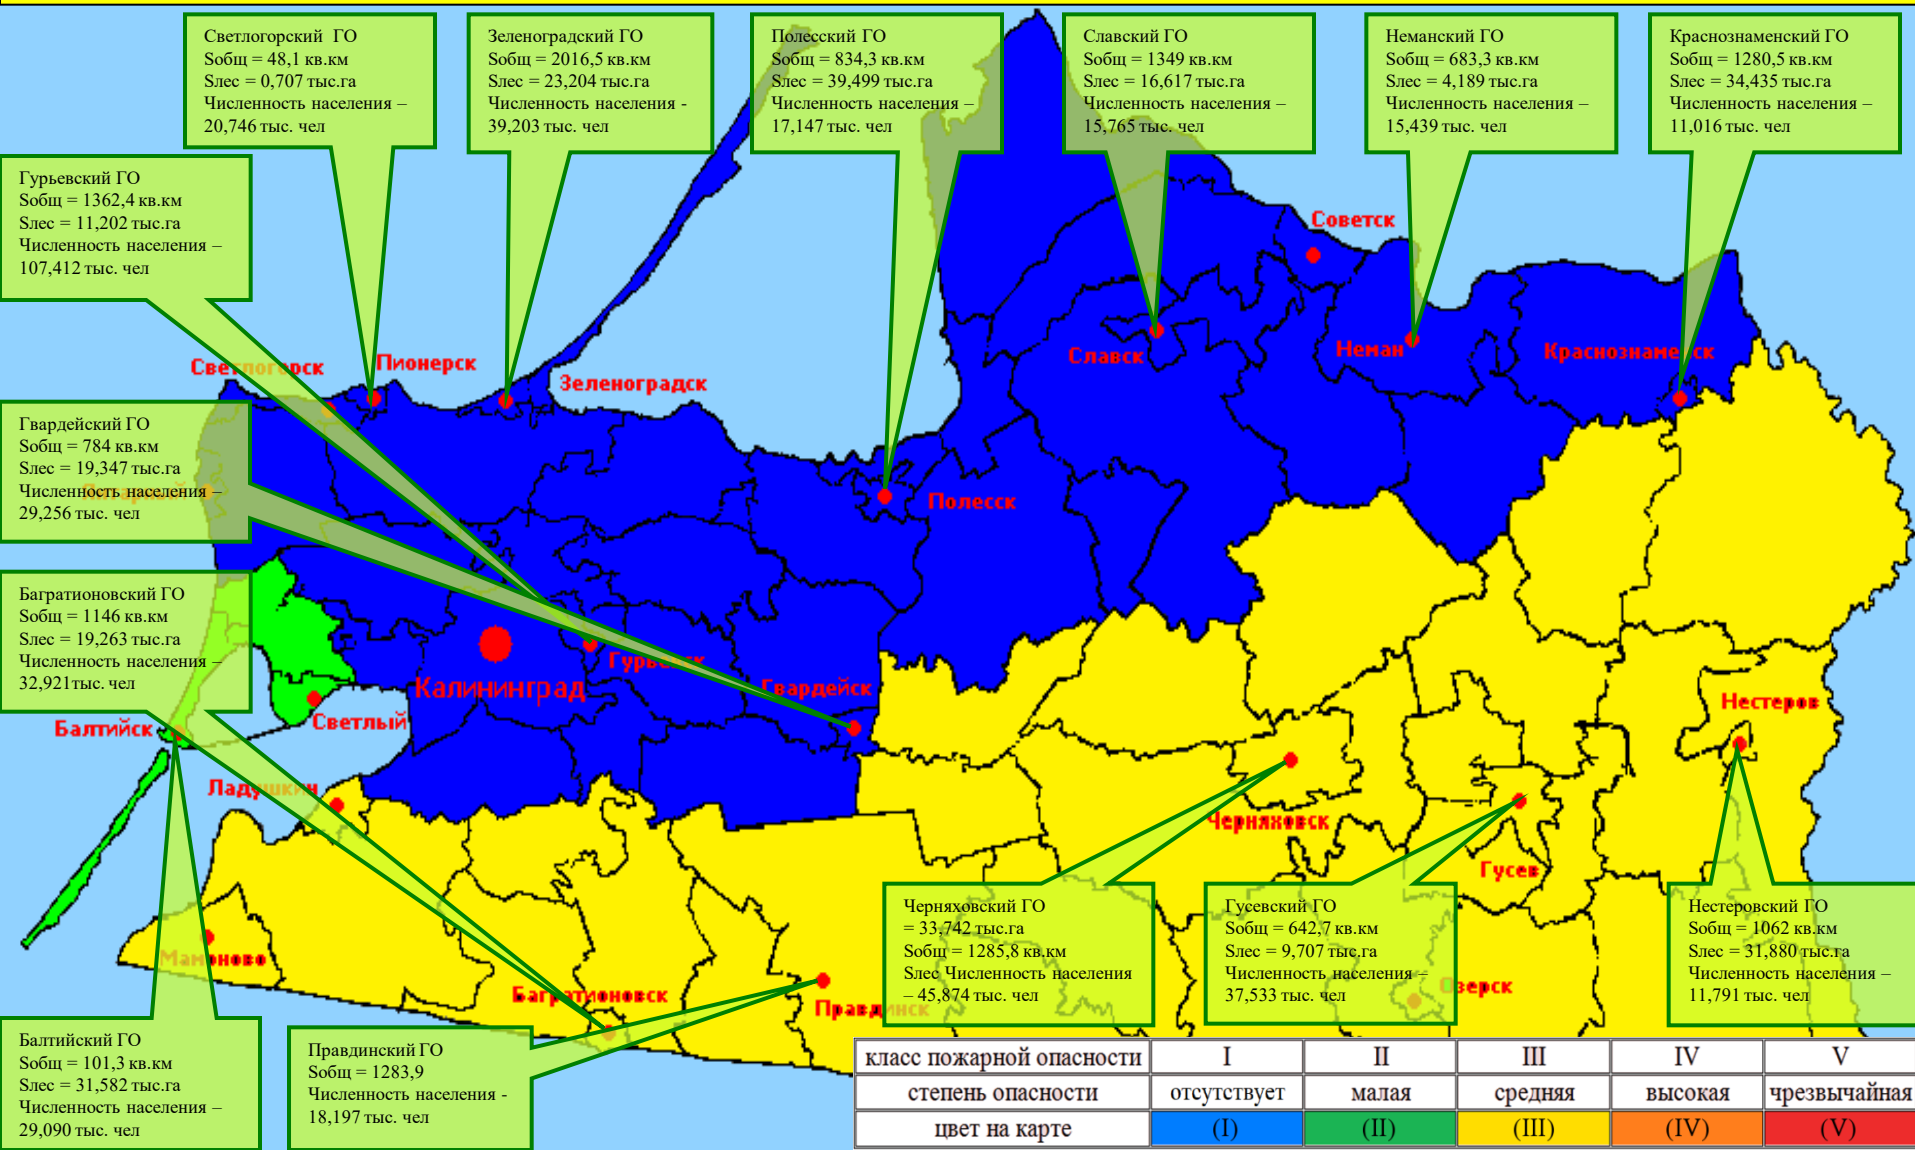 Светлогорский ГО
Sобщ = 48,1 кв.км
Sлес = 0,707 тыс.га
Численность населения –
20,746 тыс. чел
Зеленоградский ГО
Sобщ = 2016,5 кв.км
Sлес = 23,204 тыс.га
Численность населения -
39,203 тыс. чел
Полесский ГО
Sобщ = 834,3 кв.км
Sлес = 39,499 тыс.га
Численность населения –
17,147 тыс. чел
Славский ГО
Sобщ = 1349 кв.км
Sлес = 16,617 тыс.га
Численность населения –
15,765 тыс. чел
Неманский ГО
Sобщ = 683,3 кв.км
Sлес = 4,189 тыс.га
Численность населения –
15,439 тыс. чел
Краснознаменский ГО
Sобщ = 1280,5 кв.км
Sлес = 34,435 тыс.га
Численность населения –
11,016 тыс. чел
Гурьевский ГО
Sобщ = 1362,4 кв.км
Sлес = 11,202 тыс.га
Численность населения –
107,412 тыс. чел
Советск
Славск
Неман
Краснознаменск
Светлогорск
Пионерск
Зеленоградск
Гвардейский ГО
Sобщ = 784 кв.км
Sлес = 19,347 тыс.га
Численность населения –
29,256 тыс. чел
Янтарный
Полесск
Багратионовский ГО
Sобщ = 1146 кв.км
Sлес = 19,263 тыс.га
Численность населения –
32,921тыс. чел
Гурьевск
Калининград
Гвардейск
Светлый
Балтийск
Нестеров
Ладушкин
Черняховск
Гусев
Мамоново
Багратионовск
Правдинск
Озерск
Черняховский ГО
= 33,742 тыс.га
Sобщ = 1285,8 кв.км
Sлес Численность населения
– 45,874 тыс. чел
Гусевский ГО
Sобщ = 642,7 кв.км
Sлес = 9,707 тыс.га
Численность населения –
37,533 тыс. чел
Нестеровский ГО
Sобщ = 1062 кв.км
Sлес = 31,880 тыс.га
Численность населения –
11,791 тыс. чел
Балтийский ГО
Sобщ = 101,3 кв.км
Sлес = 31,582 тыс.га
Численность населения –
29,090 тыс. чел
Правдинский ГО
Sобщ = 1283,9
Численность населения -
18,197 тыс. чел
класс пожарной опасности I II III IV V
степень опасности отсутствует малая средняя высокая чрезвычайная
цвет на карте (I) (II) (III) (IV) (V)